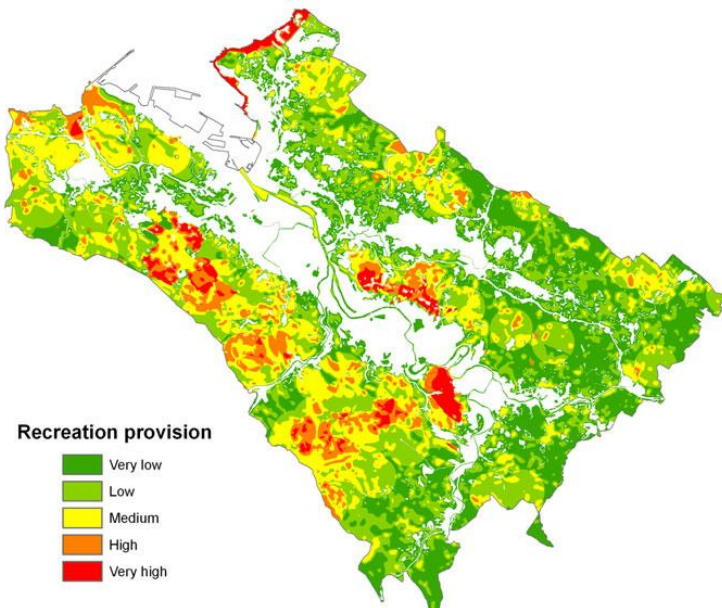 Recreation provision
Very low
Low
Medium
High
Very high